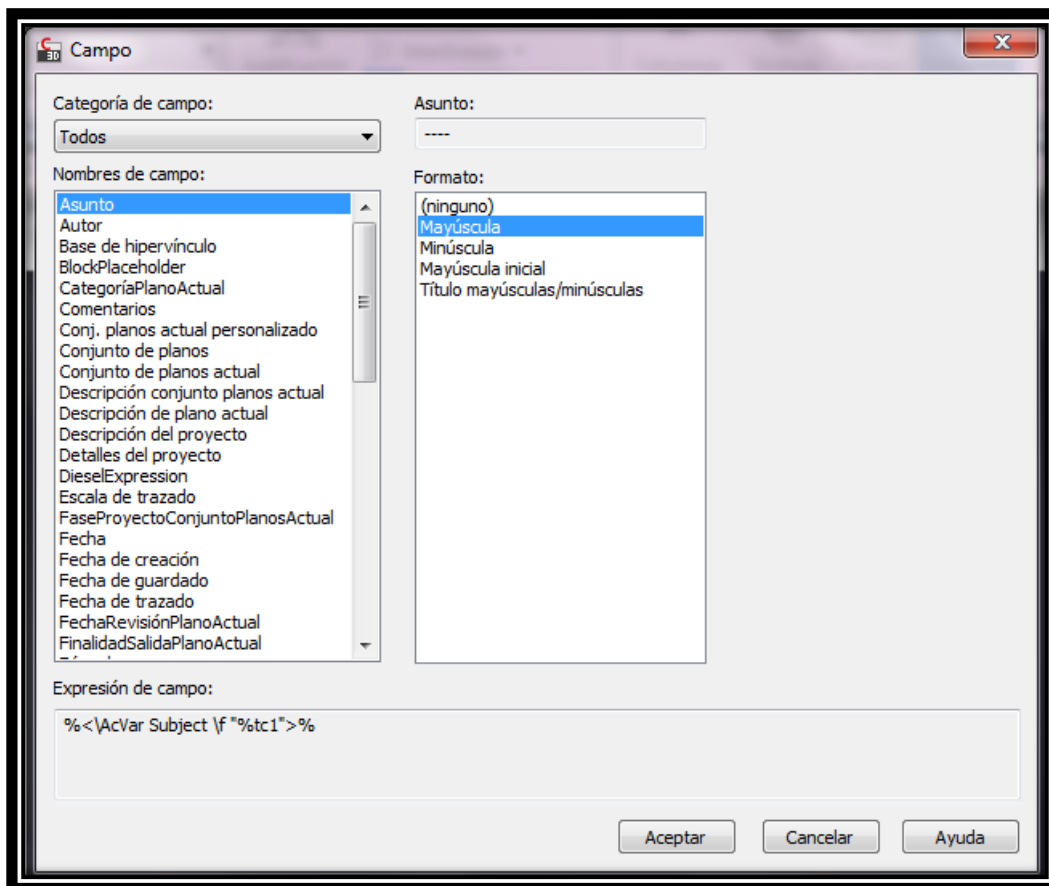 Campo
Categoría de campo:
Todos
Nombres de campo:
Asunto
Autor
Base de hipervínculo
BlockPlaceholder
CategoríaPlanoActual
Comentarios
Conj. planos actual personalizado
Conjunto de planos
Conjunto de planos actual
Descripción conjunto planos actual
Descripción de plano actual
Descripción del proyecto
Detalles del proyecto
DieselExpression
Escala de trazado
FaseProyectoConjuntoPlanosActual
Fecha
Fecha de creación
Fecha de guardado
Fecha de trazado
FechaRevisiónPlanoActual
FinalidadSalidaPlanoActual
Asunto:
----
Formato:
(ninguno)
Mayúscula
Minúscula
Mayúscula inicial
Título mayúsculas/minúsculas
Expresión de campo:
%<\AcVar Subject \f "%tc1">%
Aceptar
Cancelar
Ayuda